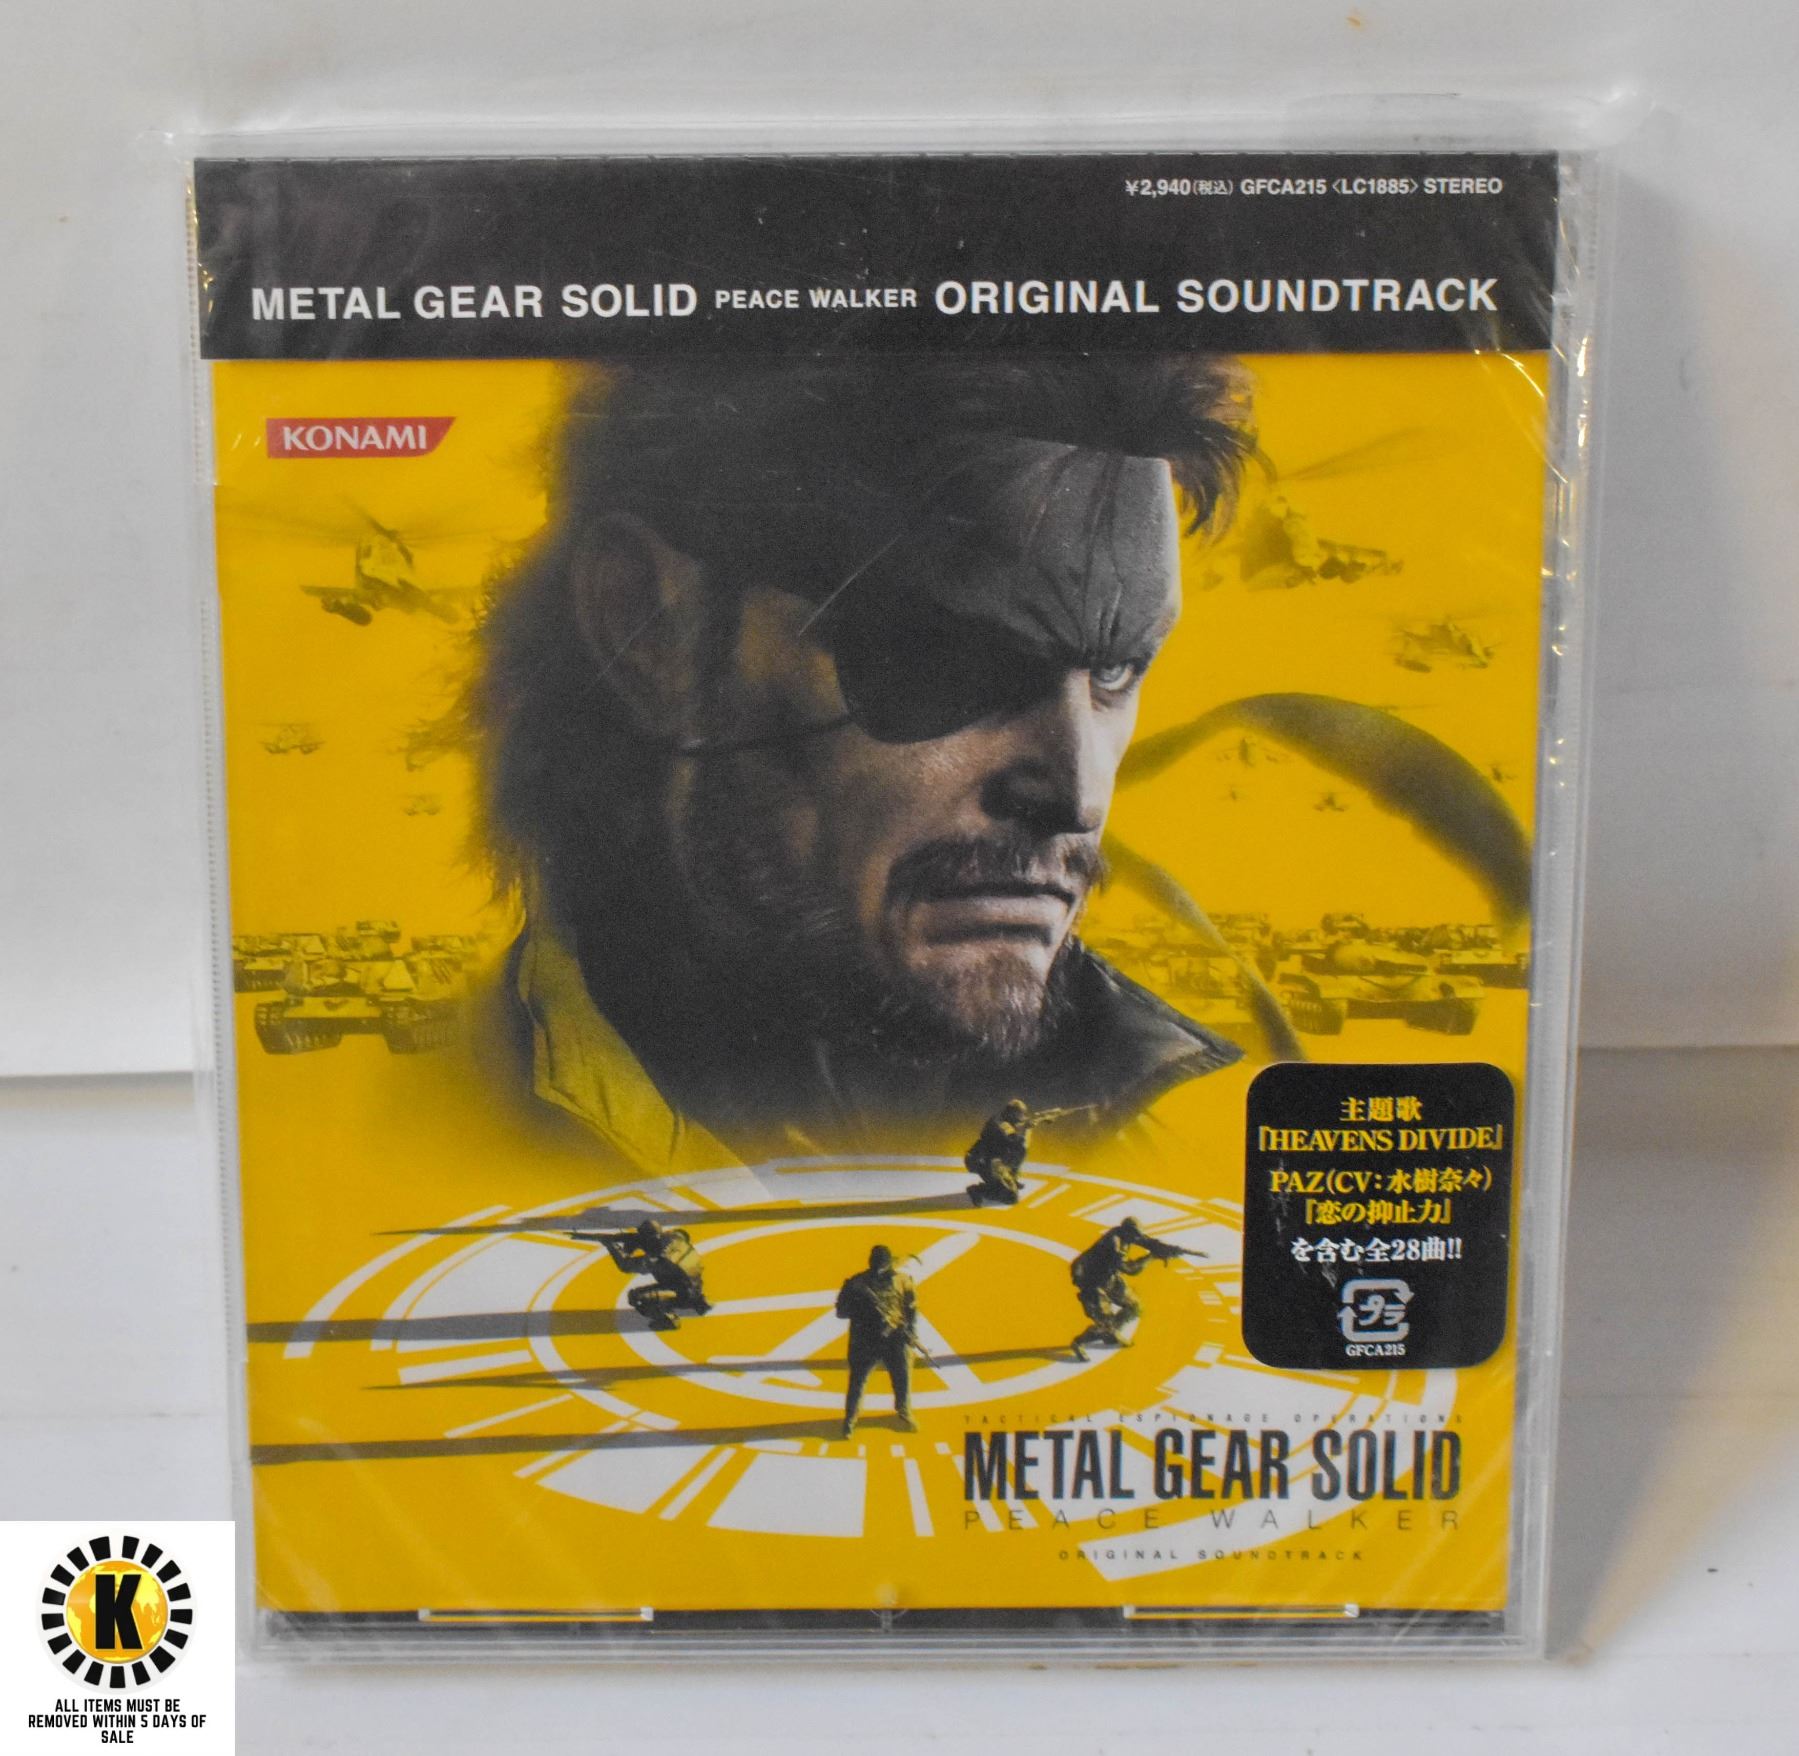 ¥2,940(税込) GFCA215 〈LC1885〉 STEREO
METAL GEAR SOLID PEACE WALKER ORIGINAL SOUNDTRACK
KONAMI
主題歌
『HEAVENS DIVIDE』
PAZ(CV:水樹奈々)
『恋の抑止力』
を含む全28曲!!
プラ
GFCA215
TACTICAL ESPIONAGE OPERATIONS
METAL GEAR SOLID
PEACE WALKER
ORIGINAL SOUNDTRACK
K
ALL ITEMS MUST BE
REMOVED WITHIN 5 DAYS OF
SALE